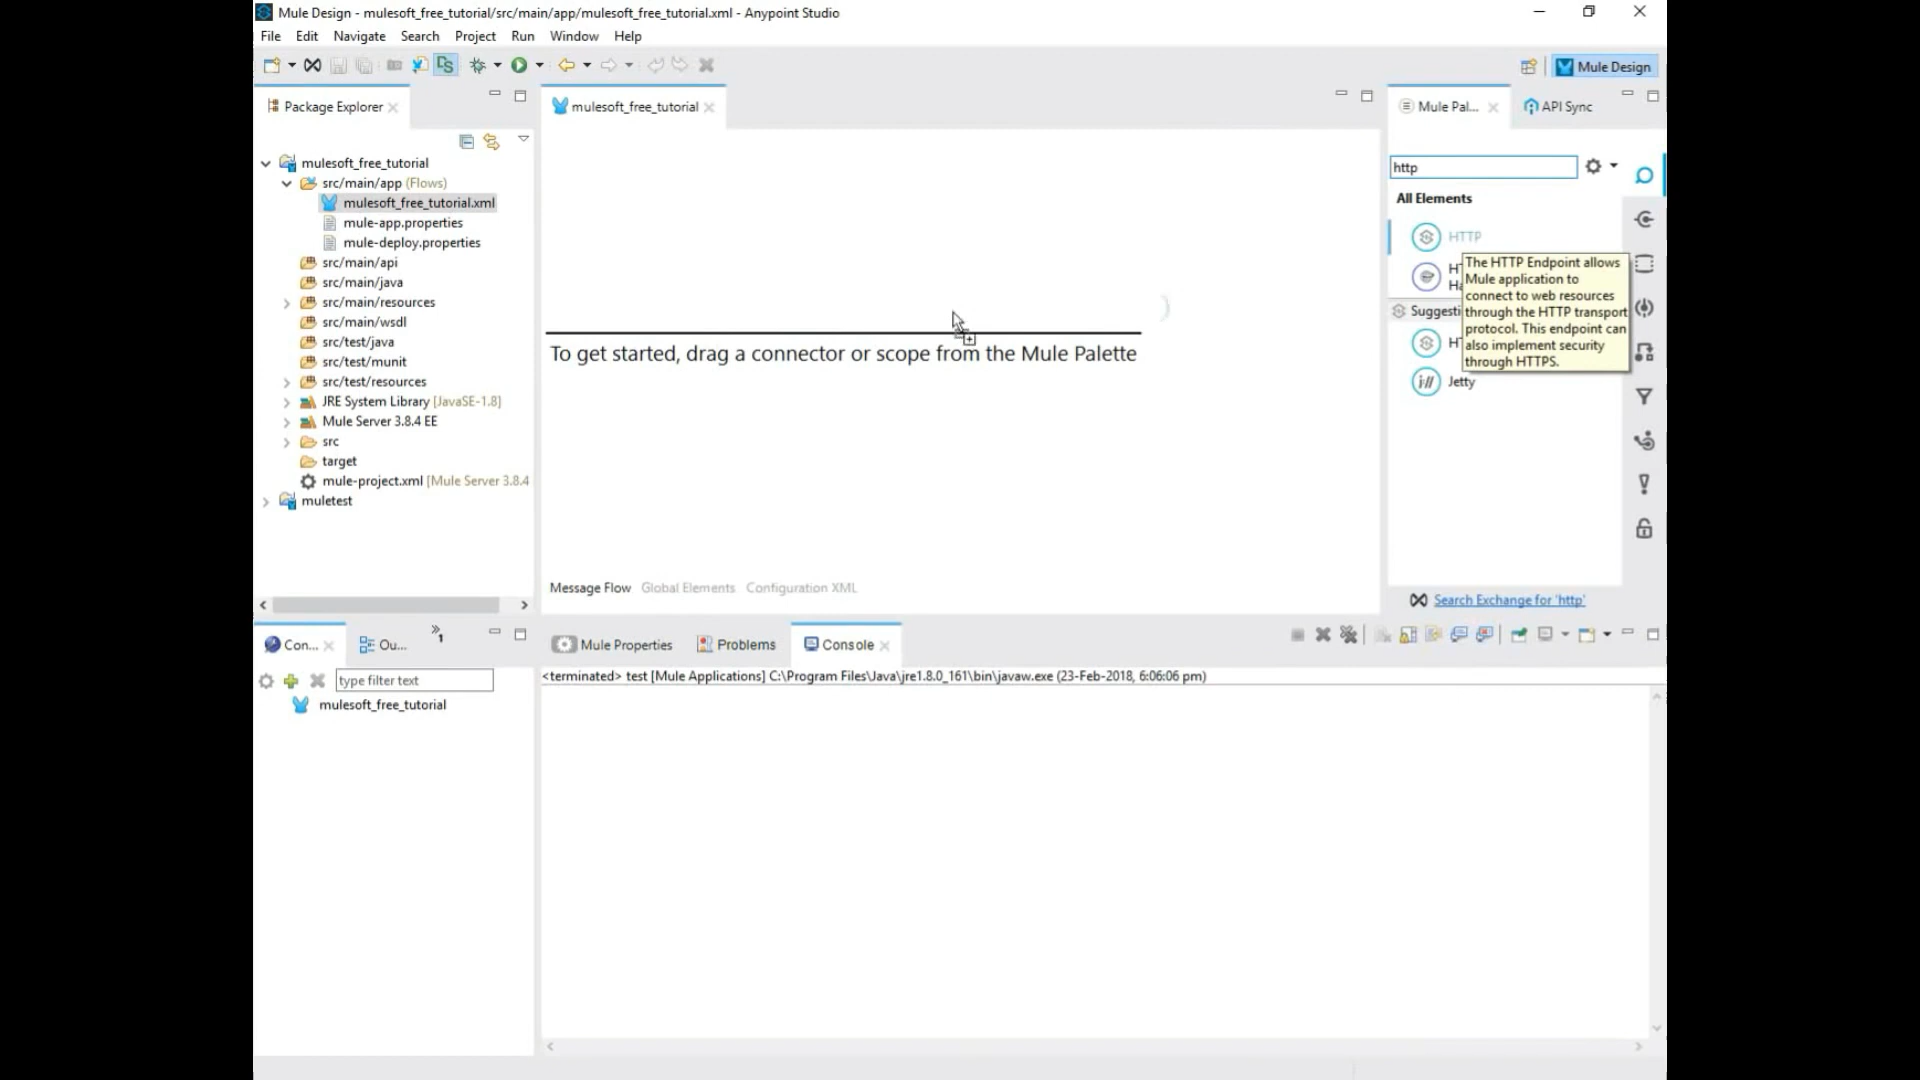 Mule Design - mulesoft_free_tutorial/src/main/app/mulesoft_free_tutorial.xml - Anypoint Studio
File Edit Navigate Search Project Run Window Help
Mule Design
Package Explorer
mulesoft_free_tutorial
Mule Pal...
API Sync
mulesoft_free_tutorial
src/main/app (Flows)
mulesoft_free_tutorial.xml
mule-app.properties
mule-deploy.properties
src/main/api
src/main/java
src/main/resources
src/main/wsdl
src/test/java
src/test/munit
src/test/resources
JRE System Library [JavaSE-1.8]
Mule Server 3.8.4 EE
src
target
mule-project.xml [Mule Server 3.8.4
muletest
To get started, drag a connector or scope from the Mule Palette
Message Flow Global Elements Configuration XML
http
All Elements
HTTP
The HTTP Endpoint allows
Mule application to
connect to web resources
through the HTTP transport
protocol. This endpoint can
also implement security
through HTTPS.
H
Ha
Suggesti
H
Jetty
Search Exchange for 'http'
Con...
Ou...
1
type filter text
mulesoft_free_tutorial
Mule Properties
Problems
Console
<terminated> test [Mule Applications] C:\Program Files\Java\jre1.8.0_161\bin\javaw.exe (23-Feb-2018, 6:06:06 pm)